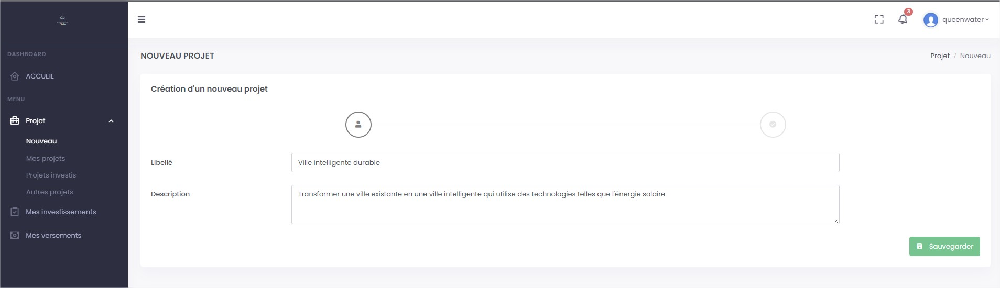 3
queenwater
DASHBOARD
ACCUEIL
MENU
Projet
Nouveau
Mes projets
Projets investis
Autres projets
Mes investissements
Mes versements
NOUVEAU PROJET
Projet / Nouveau
Création d'un nouveau projet
Libellé
Ville intelligente durable
Description
Transformer une ville existante en une ville intelligente qui utilise des technologies telles que l'énergie solaire
Sauvegarder